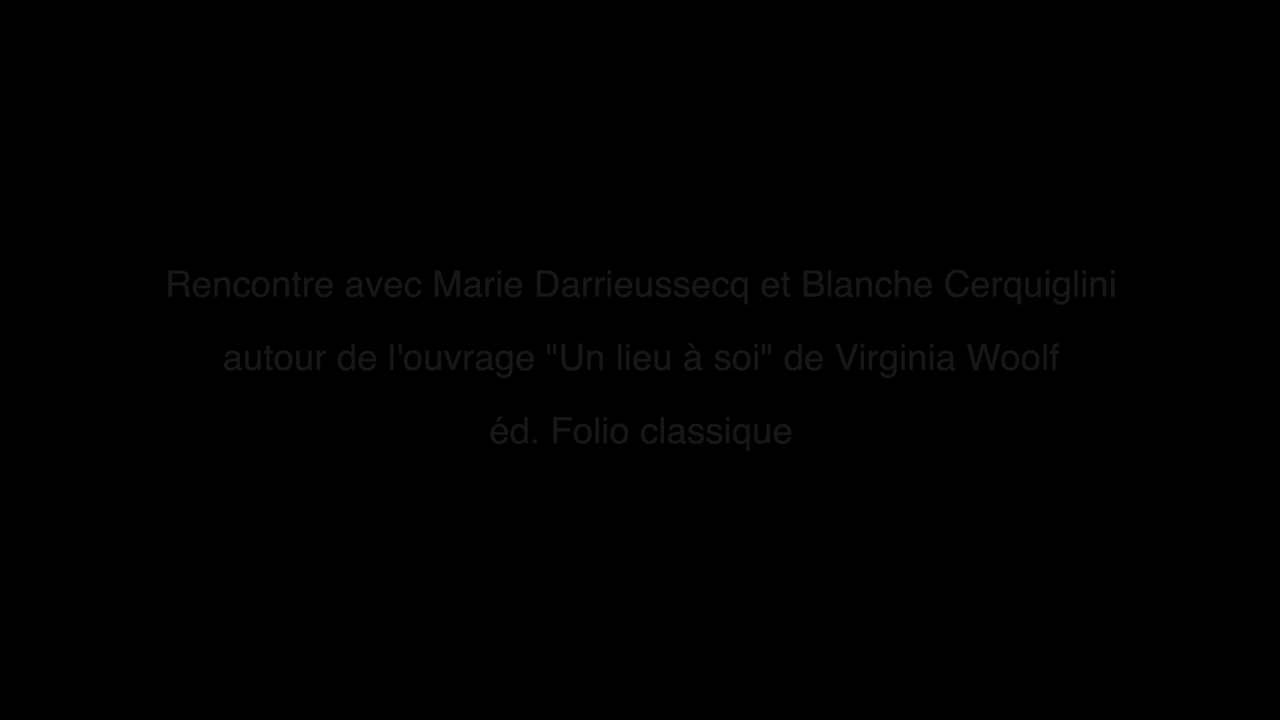 Rencontre avec Marie Darrieussecq et Blanche Cerquiglini
autour de l'ouvrage "Un lieu à soi" de Virginia Woolf
éd. Folio classique